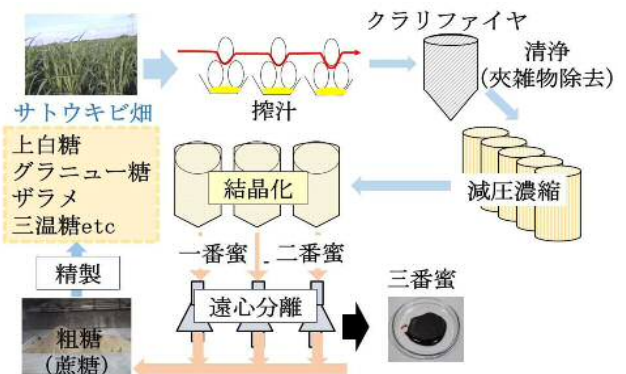 クラリファイヤ
清浄
(夾雑物除去)
サトウキビ畑
搾汁
上白糖
グラニュー糖
ザラメ
三温糖etc
結晶化
減圧濃縮
一番蜜
二番蜜
三番蜜
精製
遠心分離
粗糖
(蔗糖)